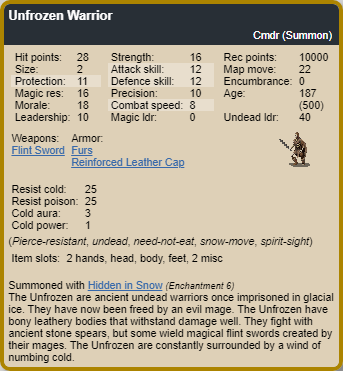 Unfrozen Warrior
Cmdr (Summon)
Hit points: 28 Strength: 16 Rec points: 10000
Size: 2 Attack skill: 12 Map move: 22
Protection: 11 Defence skill: 12 Encumbrance: 0
Magic res: 16 Precision: 10 Age: 187
Morale: 18 Combat speed: 8 (500)
Leadership: 10 Magic ldr: 0 Undead ldr: 40
Weapons: Armor:
Flint Sword Furs
Reinforced Leather Cap
Resist cold: 25
Resist poison: 25
Cold aura: 3
Cold power: 1
(Pierce-resistant, undead, need-not-eat, snow-move, spirit-sight)
Item slots: 2 hands, head, body, feet, 2 misc
Summoned with Hidden in Snow (Enchantment 6)
The Unfrozen are ancient undead warriors once imprisoned in glacial
ice. They have now been freed by an evil mage. The Unfrozen have
bony leathery bodies that withstand damage well. They fight with
ancient stone spears, but some wield magical flint swords created by
their mages. The Unfrozen are constantly surrounded by a wind of
numbing cold.